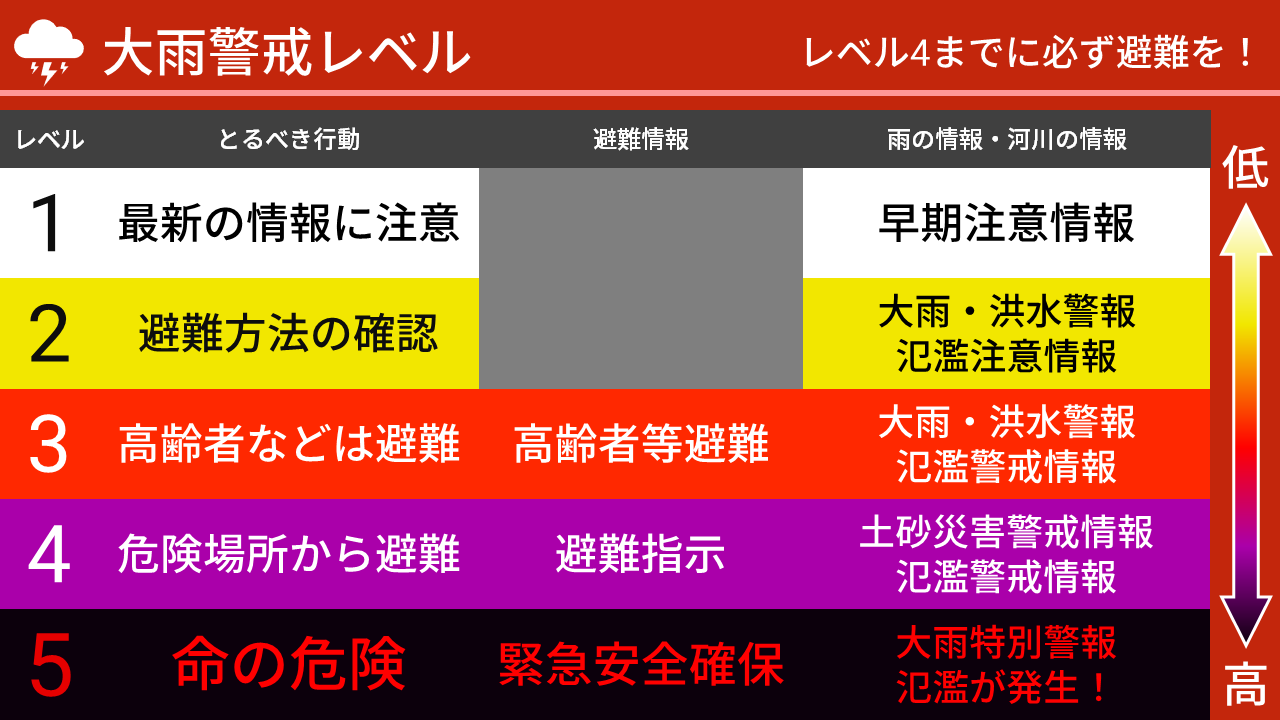 大雨警戒レベル
レベル4までに必ず避難を！
レベル
とるべき行動
避難情報
雨の情報・河川の情報
低
1
最新の情報に注意
早期注意情報
2
避難方法の確認
大雨・洪水警報
氾濫注意情報
3
高齢者などは避難
高齢者等避難
大雨・洪水警報
氾濫警戒情報
4
危険場所から避難
避難指示
土砂災害警戒情報
氾濫警戒情報
5
命の危険
緊急安全確保
大雨特別警報
氾濫が発生！
高